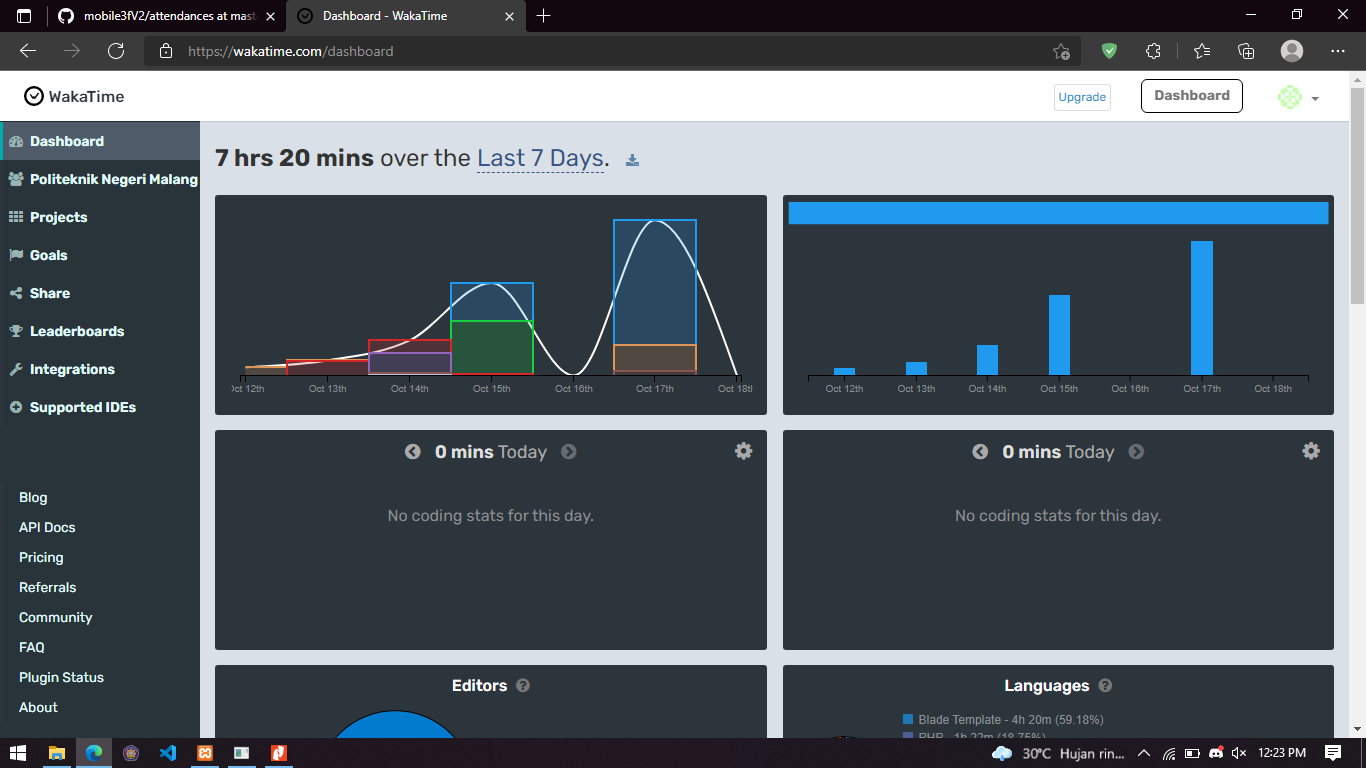 mobile3fV2/attendances at mast
Dashboard - WakaTime
https://wakatime.com/dashboard
WakaTime
Upgrade
Dashboard
Dashboard
Politeknik Negeri Malang
Projects
Goals
Share
Leaderboards
Integrations
Supported IDEs
Blog
API Docs
Pricing
Referrals
Community
FAQ
Plugin Status
About
7 hrs 20 mins over the Last 7 Days.
Oct 12th Oct 13th Oct 14th Oct 15th Oct 16th Oct 17th Oct 18th
Oct 12th Oct 13th Oct 14th Oct 15th Oct 16th Oct 17th Oct 18th
0 mins Today
No coding stats for this day.
0 mins Today
No coding stats for this day.
Editors
Languages
Blade Template - 4h 20m (59.18%)
PHP - 1h 22m (18.75%)
30°C Hujan rin...
12:23 PM